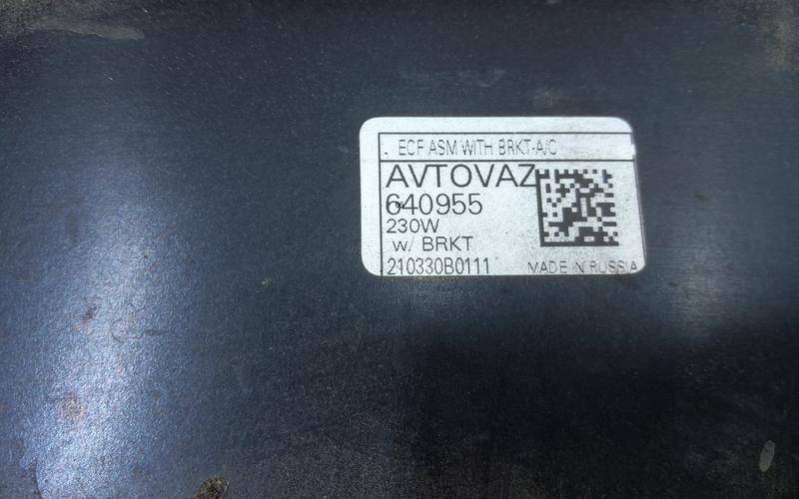 ECF ASM WITH BRKT-A/C
AVTOVAZ
640955
230W
w/ BRKT
210330B0111
MADE IN RUSSIA